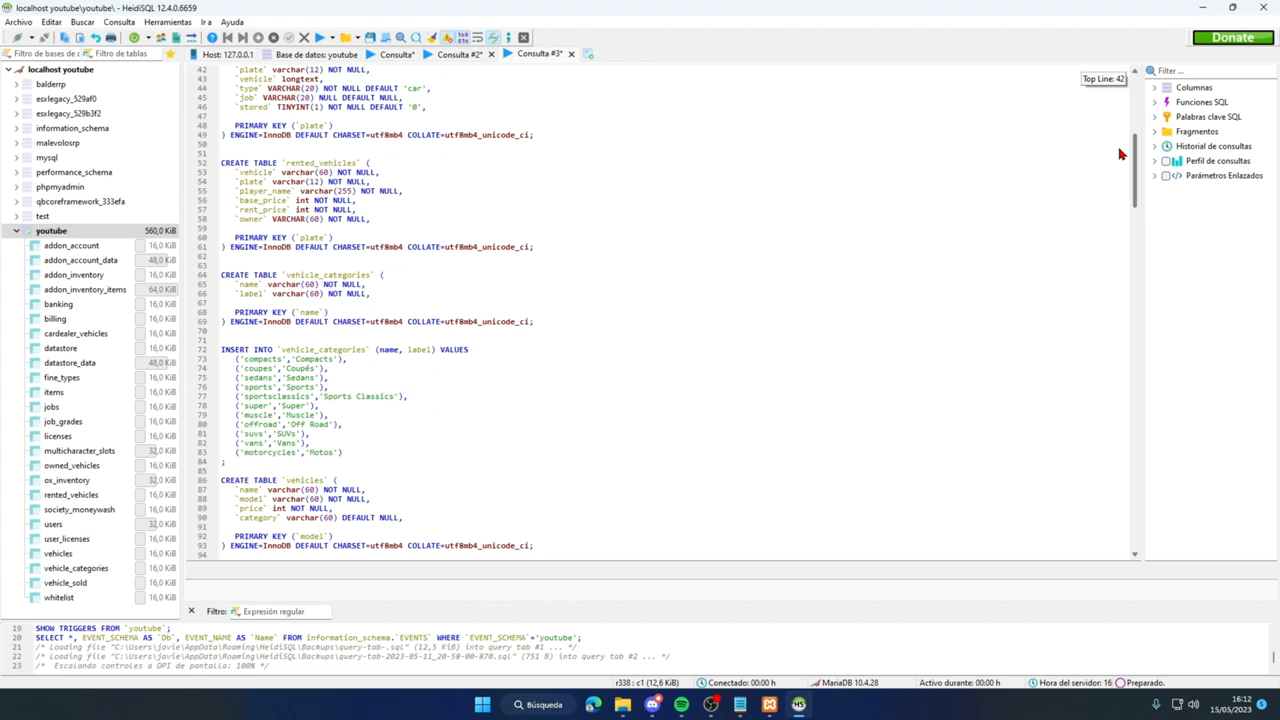 localhost youtube\youtube\ - HeidiSQL 12.4.0.6659
Archivo Editar Buscar Consulta Herramientas Ir a Ayuda
Donate
Filtro de bases de c Filtro de tablas
Host: 127.0.0.1 Base de datos: youtube Consulta* Consulta #2* Consulta #3*
localhost youtube
balderrp
esxlegacy_529af0
esxlegacy_529b3f2
information_schema
malevolosrp
mysql
performance_schema
phpmyadmin
qbcoreframework_333efa
test
youtube 560,0 KiB
addon_account 16,0 KiB
addon_account_data 48,0 KiB
addon_inventory 16,0 KiB
addon_inventory_items 64,0 KiB
banking 16,0 KiB
billing 16,0 KiB
cardealer_vehicles 16,0 KiB
datastore 16,0 KiB
datastore_data 48,0 KiB
fine_types 16,0 KiB
items 16,0 KiB
jobs 16,0 KiB
job_grades 16,0 KiB
licenses 16,0 KiB
multicharacter_slots 32,0 KiB
owned_vehicles 16,0 KiB
ox_inventory 32,0 KiB
rented_vehicles 16,0 KiB
society_moneywash 16,0 KiB
users 32,0 KiB
user_licenses 16,0 KiB
vehicles 16,0 KiB
vehicle_categories 16,0 KiB
vehicle_sold 16,0 KiB
whitelist 16,0 KiB
42 `plate` varchar(12) NOT NULL,
43 `vehicle` longtext,
44 `type` VARCHAR(20) NOT NULL DEFAULT 'car',
45 `job` VARCHAR(20) NULL DEFAULT NULL,
46 `stored` TINYINT(1) NOT NULL DEFAULT '0',
47
48 PRIMARY KEY (`plate`)
49 ) ENGINE=InnoDB DEFAULT CHARSET=utf8mb4 COLLATE=utf8mb4_unicode_ci;
50
51
52 CREATE TABLE `rented_vehicles` (
53 `vehicle` varchar(60) NOT NULL,
54 `plate` varchar(12) NOT NULL,
55 `player_name` varchar(255) NOT NULL,
56 `base_price` int NOT NULL,
57 `rent_price` int NOT NULL,
58 `owner` VARCHAR(60) NOT NULL,
59
60 PRIMARY KEY (`plate`)
61 ) ENGINE=InnoDB DEFAULT CHARSET=utf8mb4 COLLATE=utf8mb4_unicode_ci;
62
63
64 CREATE TABLE `vehicle_categories` (
65 `name` varchar(60) NOT NULL,
66 `label` varchar(60) NOT NULL,
67
68 PRIMARY KEY (`name`)
69 ) ENGINE=InnoDB DEFAULT CHARSET=utf8mb4 COLLATE=utf8mb4_unicode_ci;
70
71
72 INSERT INTO `vehicle_categories` (name, label) VALUES
73 ('compacts','Compacts'),
74 ('coupes','Coupés'),
75 ('sedans','Sedans'),
76 ('sports','Sports'),
77 ('sportsclassics','Sports Classics'),
78 ('super','Super'),
79 ('muscle','Muscle'),
80 ('offroad','Off Road'),
81 ('suvs','SUVs'),
82 ('vans','Vans'),
83 ('motorcycles','Motos')
84 ;
85
86 CREATE TABLE `vehicles` (
87 `name` varchar(60) NOT NULL,
88 `model` varchar(60) NOT NULL,
89 `price` int NOT NULL,
90 `category` varchar(60) DEFAULT NULL,
91
92 PRIMARY KEY (`model`)
93 ) ENGINE=InnoDB DEFAULT CHARSET=utf8mb4 COLLATE=utf8mb4_unicode_ci;
94
Top Line: 42
Filter ...
Columnas
Funciones SQL
Palabras clave SQL
Fragmentos
Historial de consultas
Perfil de consultas
Parámetros Enlazados
Filtro: Expresión regular
19 SHOW TRIGGERS FROM `youtube`;
20 SELECT *, EVENT_SCHEMA AS `Db`, EVENT_NAME AS `Name` FROM information_schema.`EVENTS` WHERE `EVENT_SCHEMA`='youtube';
21 /* Loading file "C:\Users\javie\AppData\Roaming\HeidiSQL\Backups\query-tab-.sql" (12,5 KiB) into query tab #1 ... */
22 /* Loading file "C:\Users\javie\AppData\Roaming\HeidiSQL\Backups\query-tab-2023-05-11_20-58-00-870.sql" (751 B) into query tab #2 ... */
23 /* Escalando controles a DPI de pantalla: 100% */
r338 : c1 (12,6 KiB) Conectado: 00:00 h MariaDB 10.4.28 Activo durante: 00:00 h Hora del servidor: 16 Preparado.
Búsqueda
16:12
15/05/2023